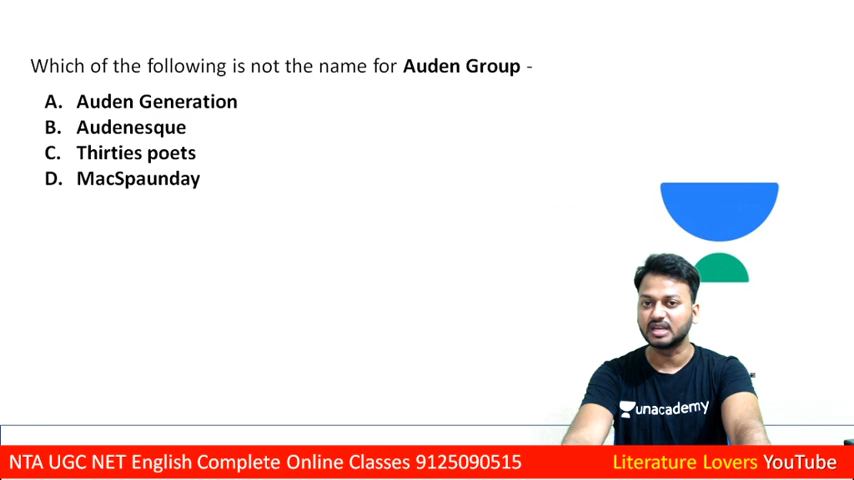 Which of the following is not the name for Auden Group -
A. Auden Generation
B. Audenesque
C. Thirties poets
D. MacSpaunday
unacademy
NTA UGC NET English Complete Online Classes 9125090515
Literature Lovers YouTube